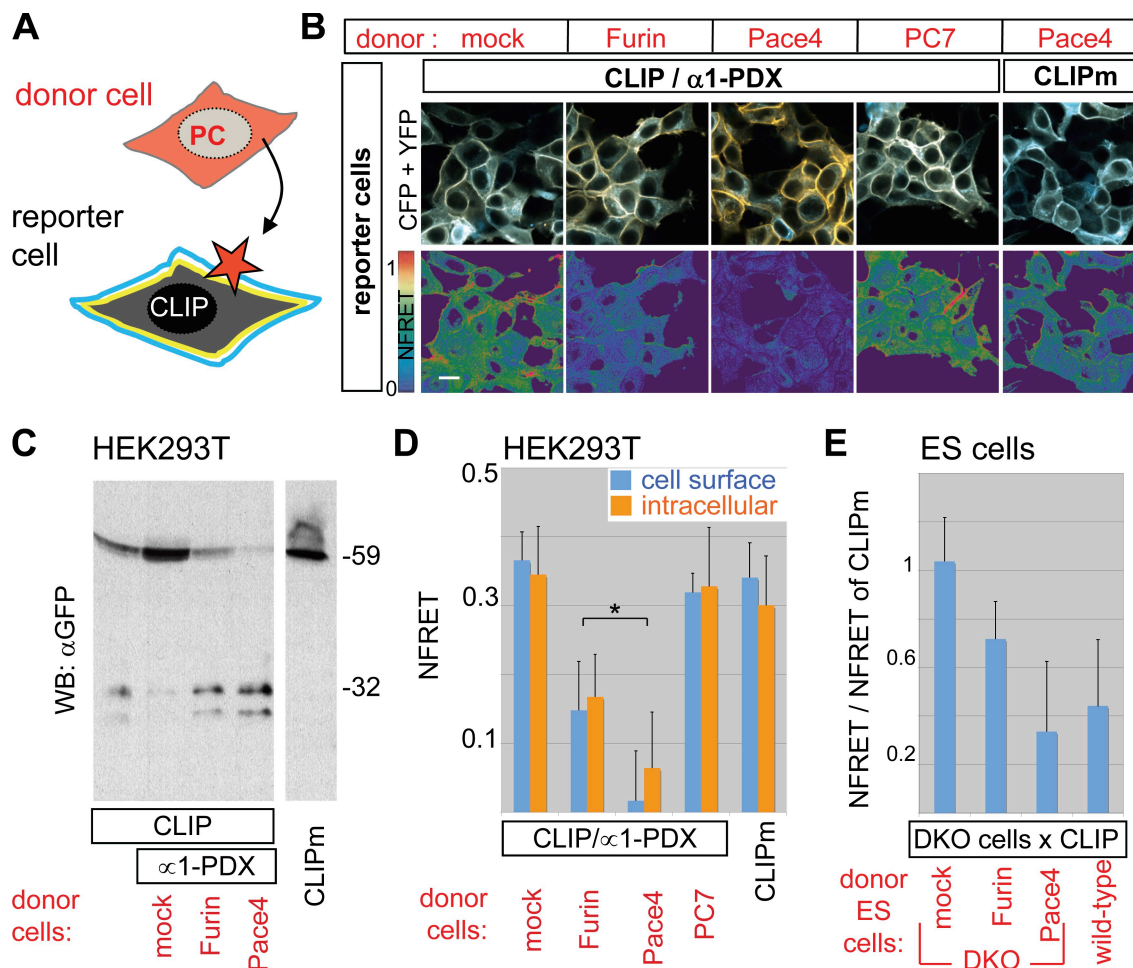 A
donor cell
PC
reporter
cell
CLIP
B
donor : mock Furin Pace4 PC7 Pace4
CLIP / α1-PDX CLIPm
reporter cells
CFP + YFP
NFRET
1
0
C
HEK293T
WB: αGFP
-59
-32
CLIP
∝1-PDX
CLIPm
donor
cells:
mock
Furin
Pace4
D
HEK293T
cell surface
intracellular
NFRET
0.5
0.3
0.1
*
CLIP/∝1-PDX
CLIPm
donor
cells:
mock
Furin
Pace4
PC7
E
ES cells
NFRET / NFRET of CLIPm
1
0.6
0.2
DKO cells x CLIP
donor
ES
cells:
mock
Furin
Pace4
wild-type
DKO